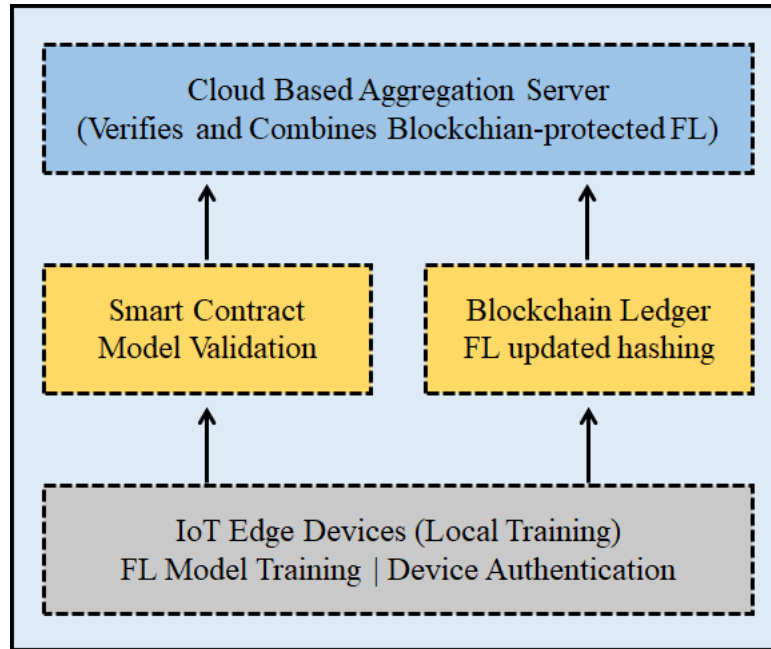 Cloud Based Aggregation Server
(Verifies and Combines Blockchian-protected FL)
Smart Contract
Model Validation
Blockchain Ledger
FL updated hashing
IoT Edge Devices (Local Training)
FL Model Training | Device Authentication